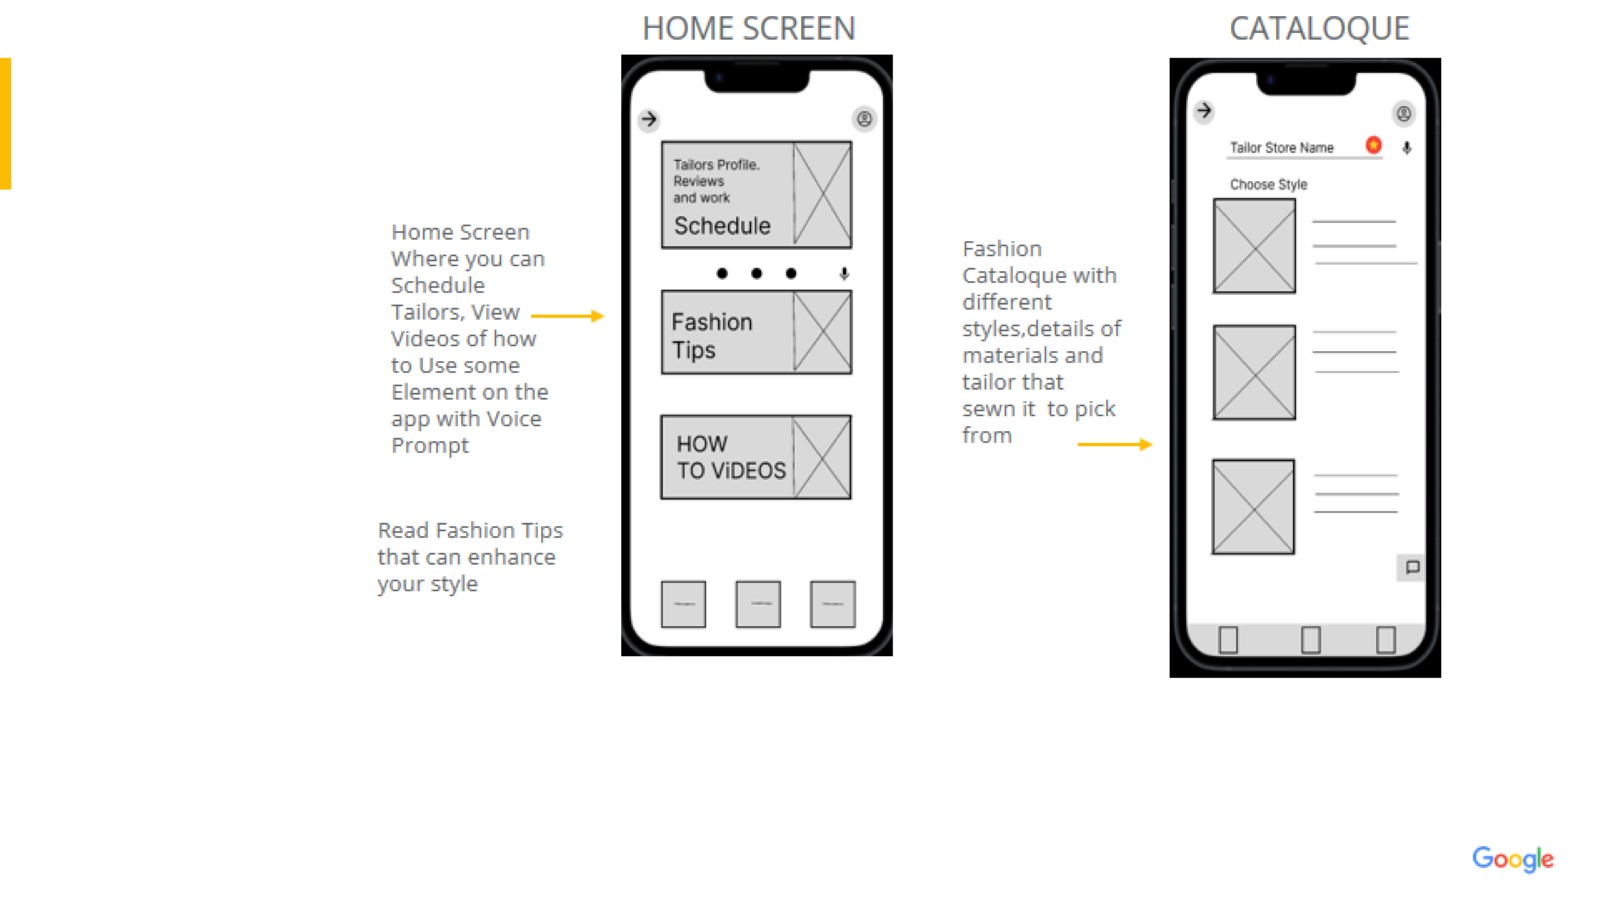 HOME SCREEN
CATALOQUE
Home Screen
Where you can
Schedule
Tailors, View
Videos of how
to Use some
Element on the
app with Voice
Prompt
Read Fashion Tips
that can enhance
your style
Tailors Profile.
Reviews
and work
Schedule
Fashion
Tips
HOW
TO ViDEOS
Fashion
Cataloque with
different
styles,details of
materials and
tailor that
sewn it to pick
from
Tailor Store Name
Choose Style
Google